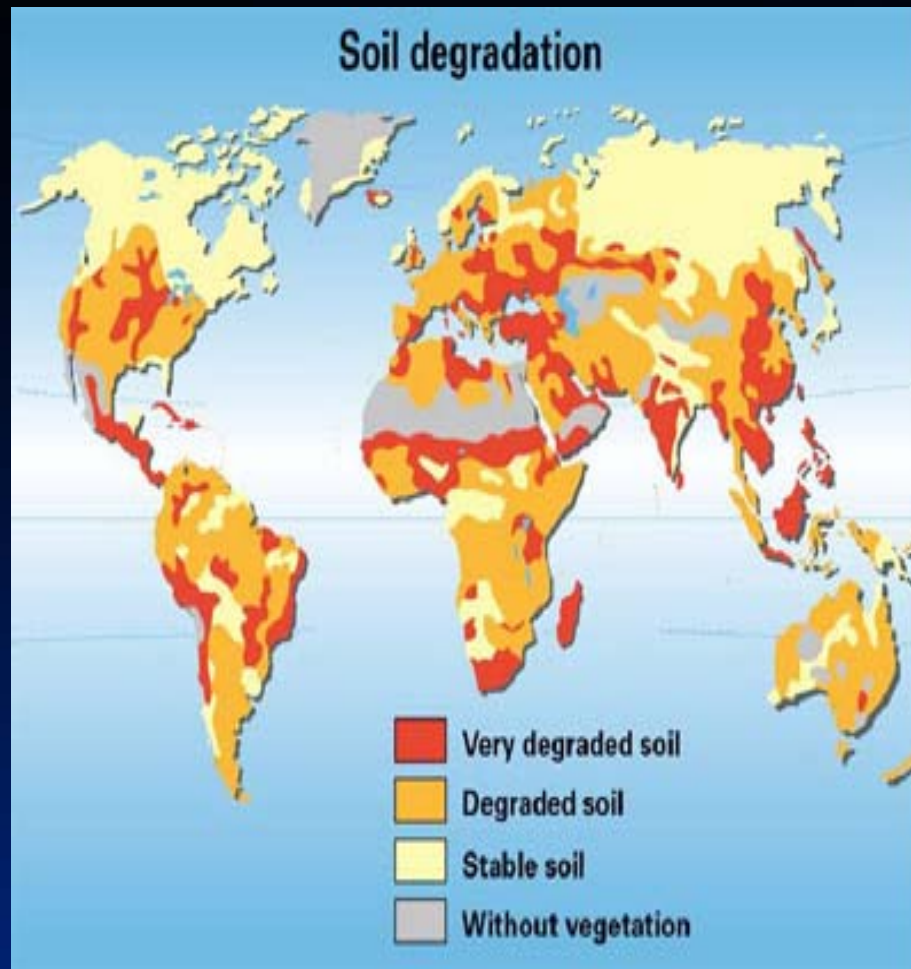 Soil degradation
Very degraded soil
Degraded soil
Stable soil
Without vegetation